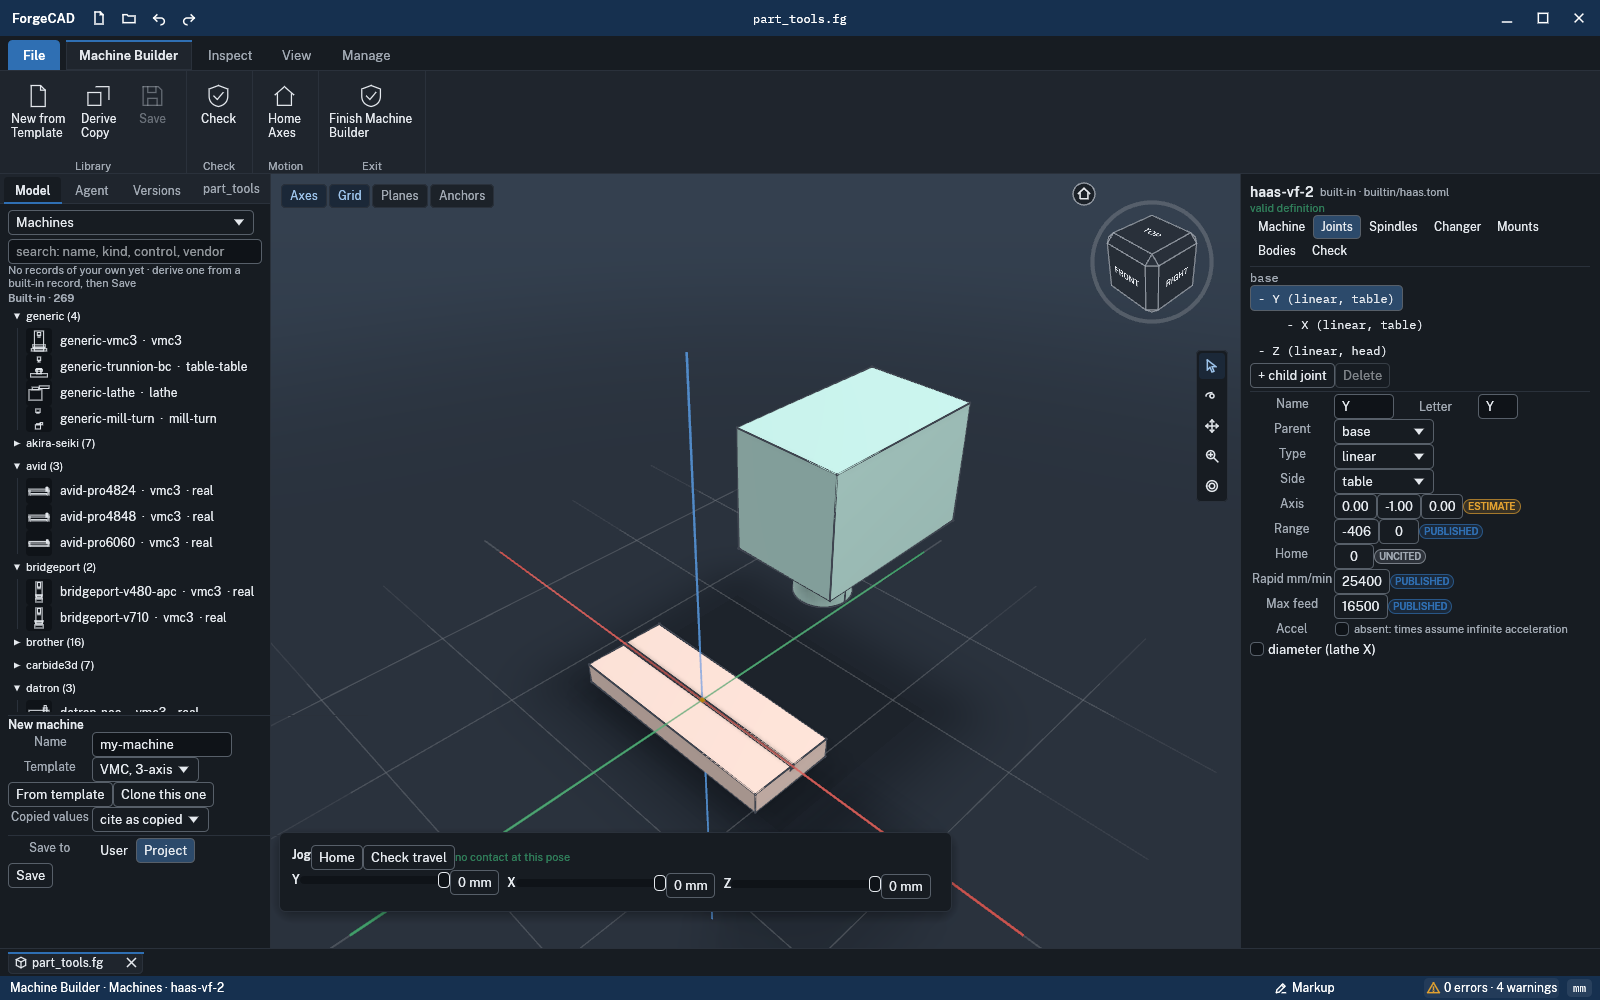 ForgeCAD
part_tools.fg
File
Machine Builder
Inspect
View
Manage
New from
Template
Derive
Copy
Save
Check
Home
Axes
Finish Machine
Builder
Library
Check
Motion
Exit
Model
Agent
Versions
part_tools
Machines
search: name, kind, control, vendor
No records of your own yet · derive one from a
built-in record, then Save
Built-in · 269
generic (4)
generic-vmc3 · vmc3
generic-trunnion-bc · table-table
generic-lathe · lathe
generic-mill-turn · mill-turn
akira-seiki (7)
avid (3)
avid-pro4824 · vmc3 · real
avid-pro4848 · vmc3 · real
avid-pro6060 · vmc3 · real
bridgeport (2)
bridgeport-v480-apc · vmc3 · real
bridgeport-v710 · vmc3 · real
brother (16)
carbide3d (7)
datron (3)
datron-neo · vmc3 · real
New machine
Name
my-machine
Template
VMC, 3-axis
From template
Clone this one
Copied values
cite as copied
Save to
User
Project
Save
Axes
Grid
Planes
Anchors
TOP
FRONT
RIGHT
Jog
Home
Check travel
no contact at this pose
Y
0 mm
X
0 mm
Z
0 mm
haas-vf-2 built-in · builtin/haas.toml
valid definition
Machine
Joints
Spindles
Changer
Mounts
Bodies
Check
base
- Y (linear, table)
- X (linear, table)
- Z (linear, head)
+ child joint
Delete
Name
Y
Letter
Y
Parent
base
Type
linear
Side
table
Axis
0.00
-1.00
0.00
ESTIMATE
Range
-406
0
PUBLISHED
Home
0
UNCITED
Rapid mm/min
25400
PUBLISHED
Max feed
16500
PUBLISHED
Accel
absent: times assume infinite acceleration
diameter (lathe X)
part_tools.fg
Machine Builder · Machines · haas-vf-2
Markup
0 errors · 4 warnings
mm